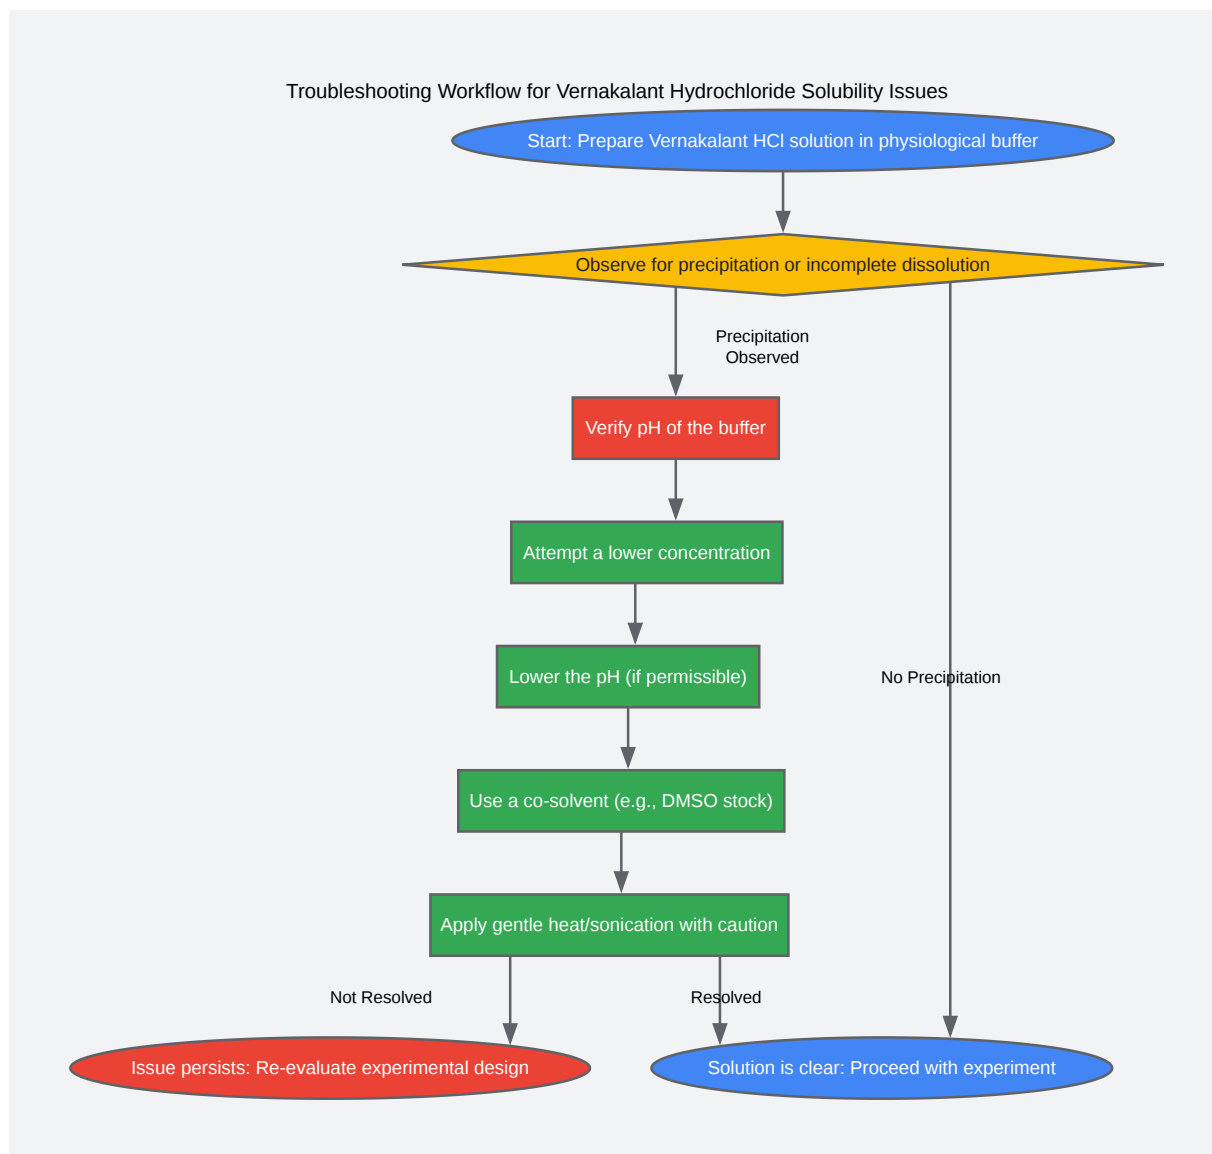 Troubleshooting Workflow for Vernakalant Hydrochloride Solubility Issues
Start: Prepare Vernakalant HCl solution in physiological buffer
Observe for precipitation or incomplete dissolution
Precipitation
Observed
Verify pH of the buffer
Attempt a lower concentration
Lower the pH (if permissible)
No Precipitation
Use a co-solvent (e.g., DMSO stock)
Apply gentle heat/sonication with caution
Not Resolved
Resolved
Issue persists: Re-evaluate experimental design
Solution is clear: Proceed with experiment